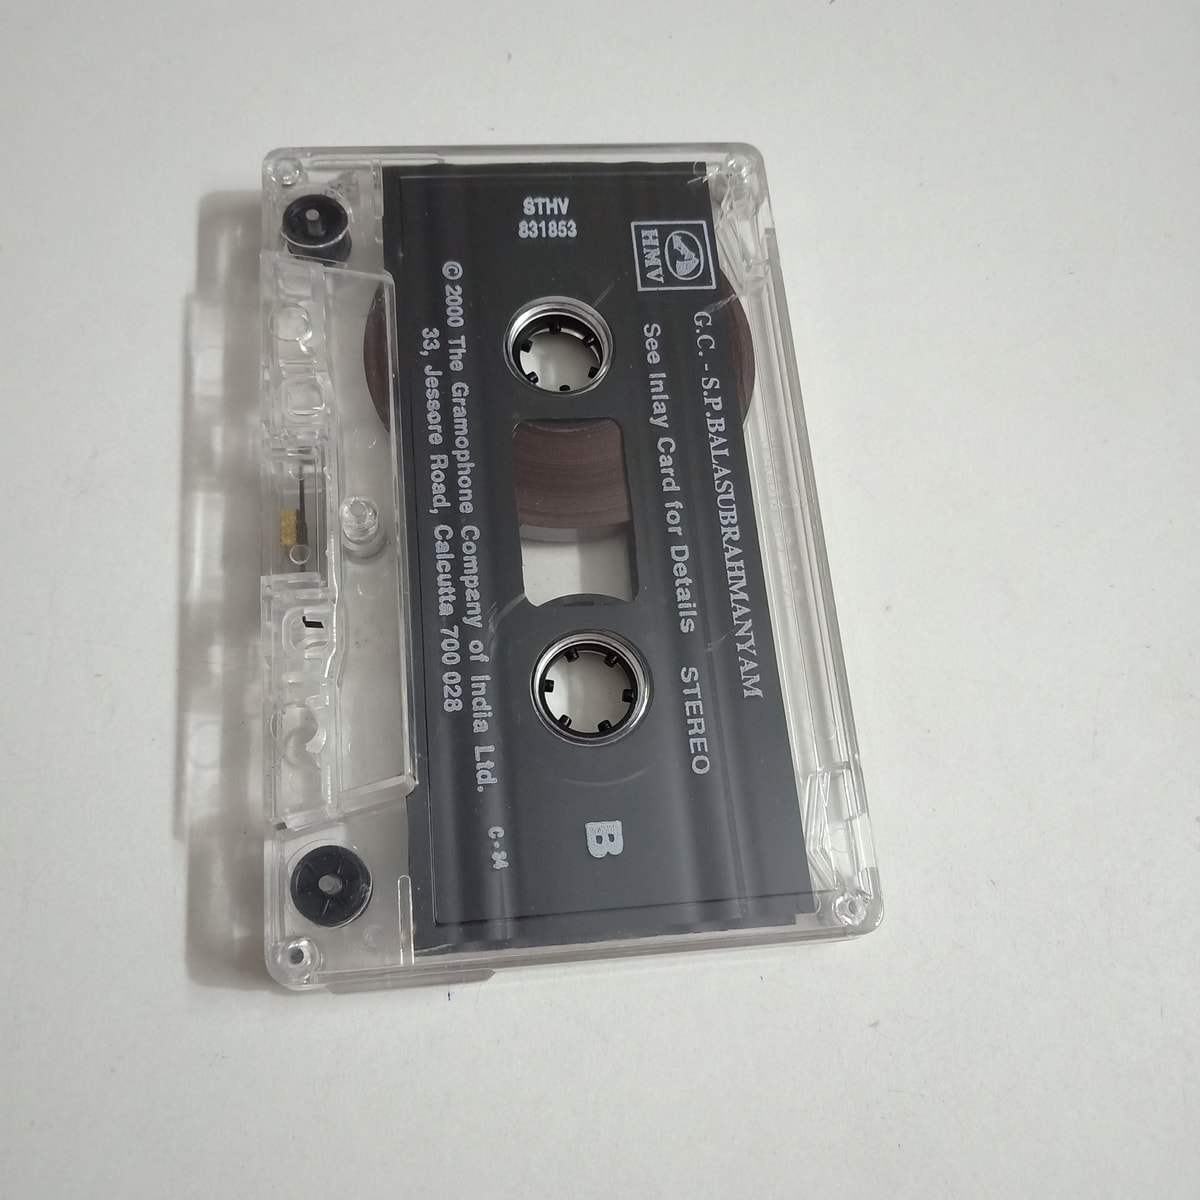 G.C. - S.P.BALASUBRAHMANYAM
HMV
See Inlay Card for Details STEREO
STHV
831853
B
© 2000 The Gramophone Company of India Ltd. C-34
33, Jessore Road, Calcutta 700 028